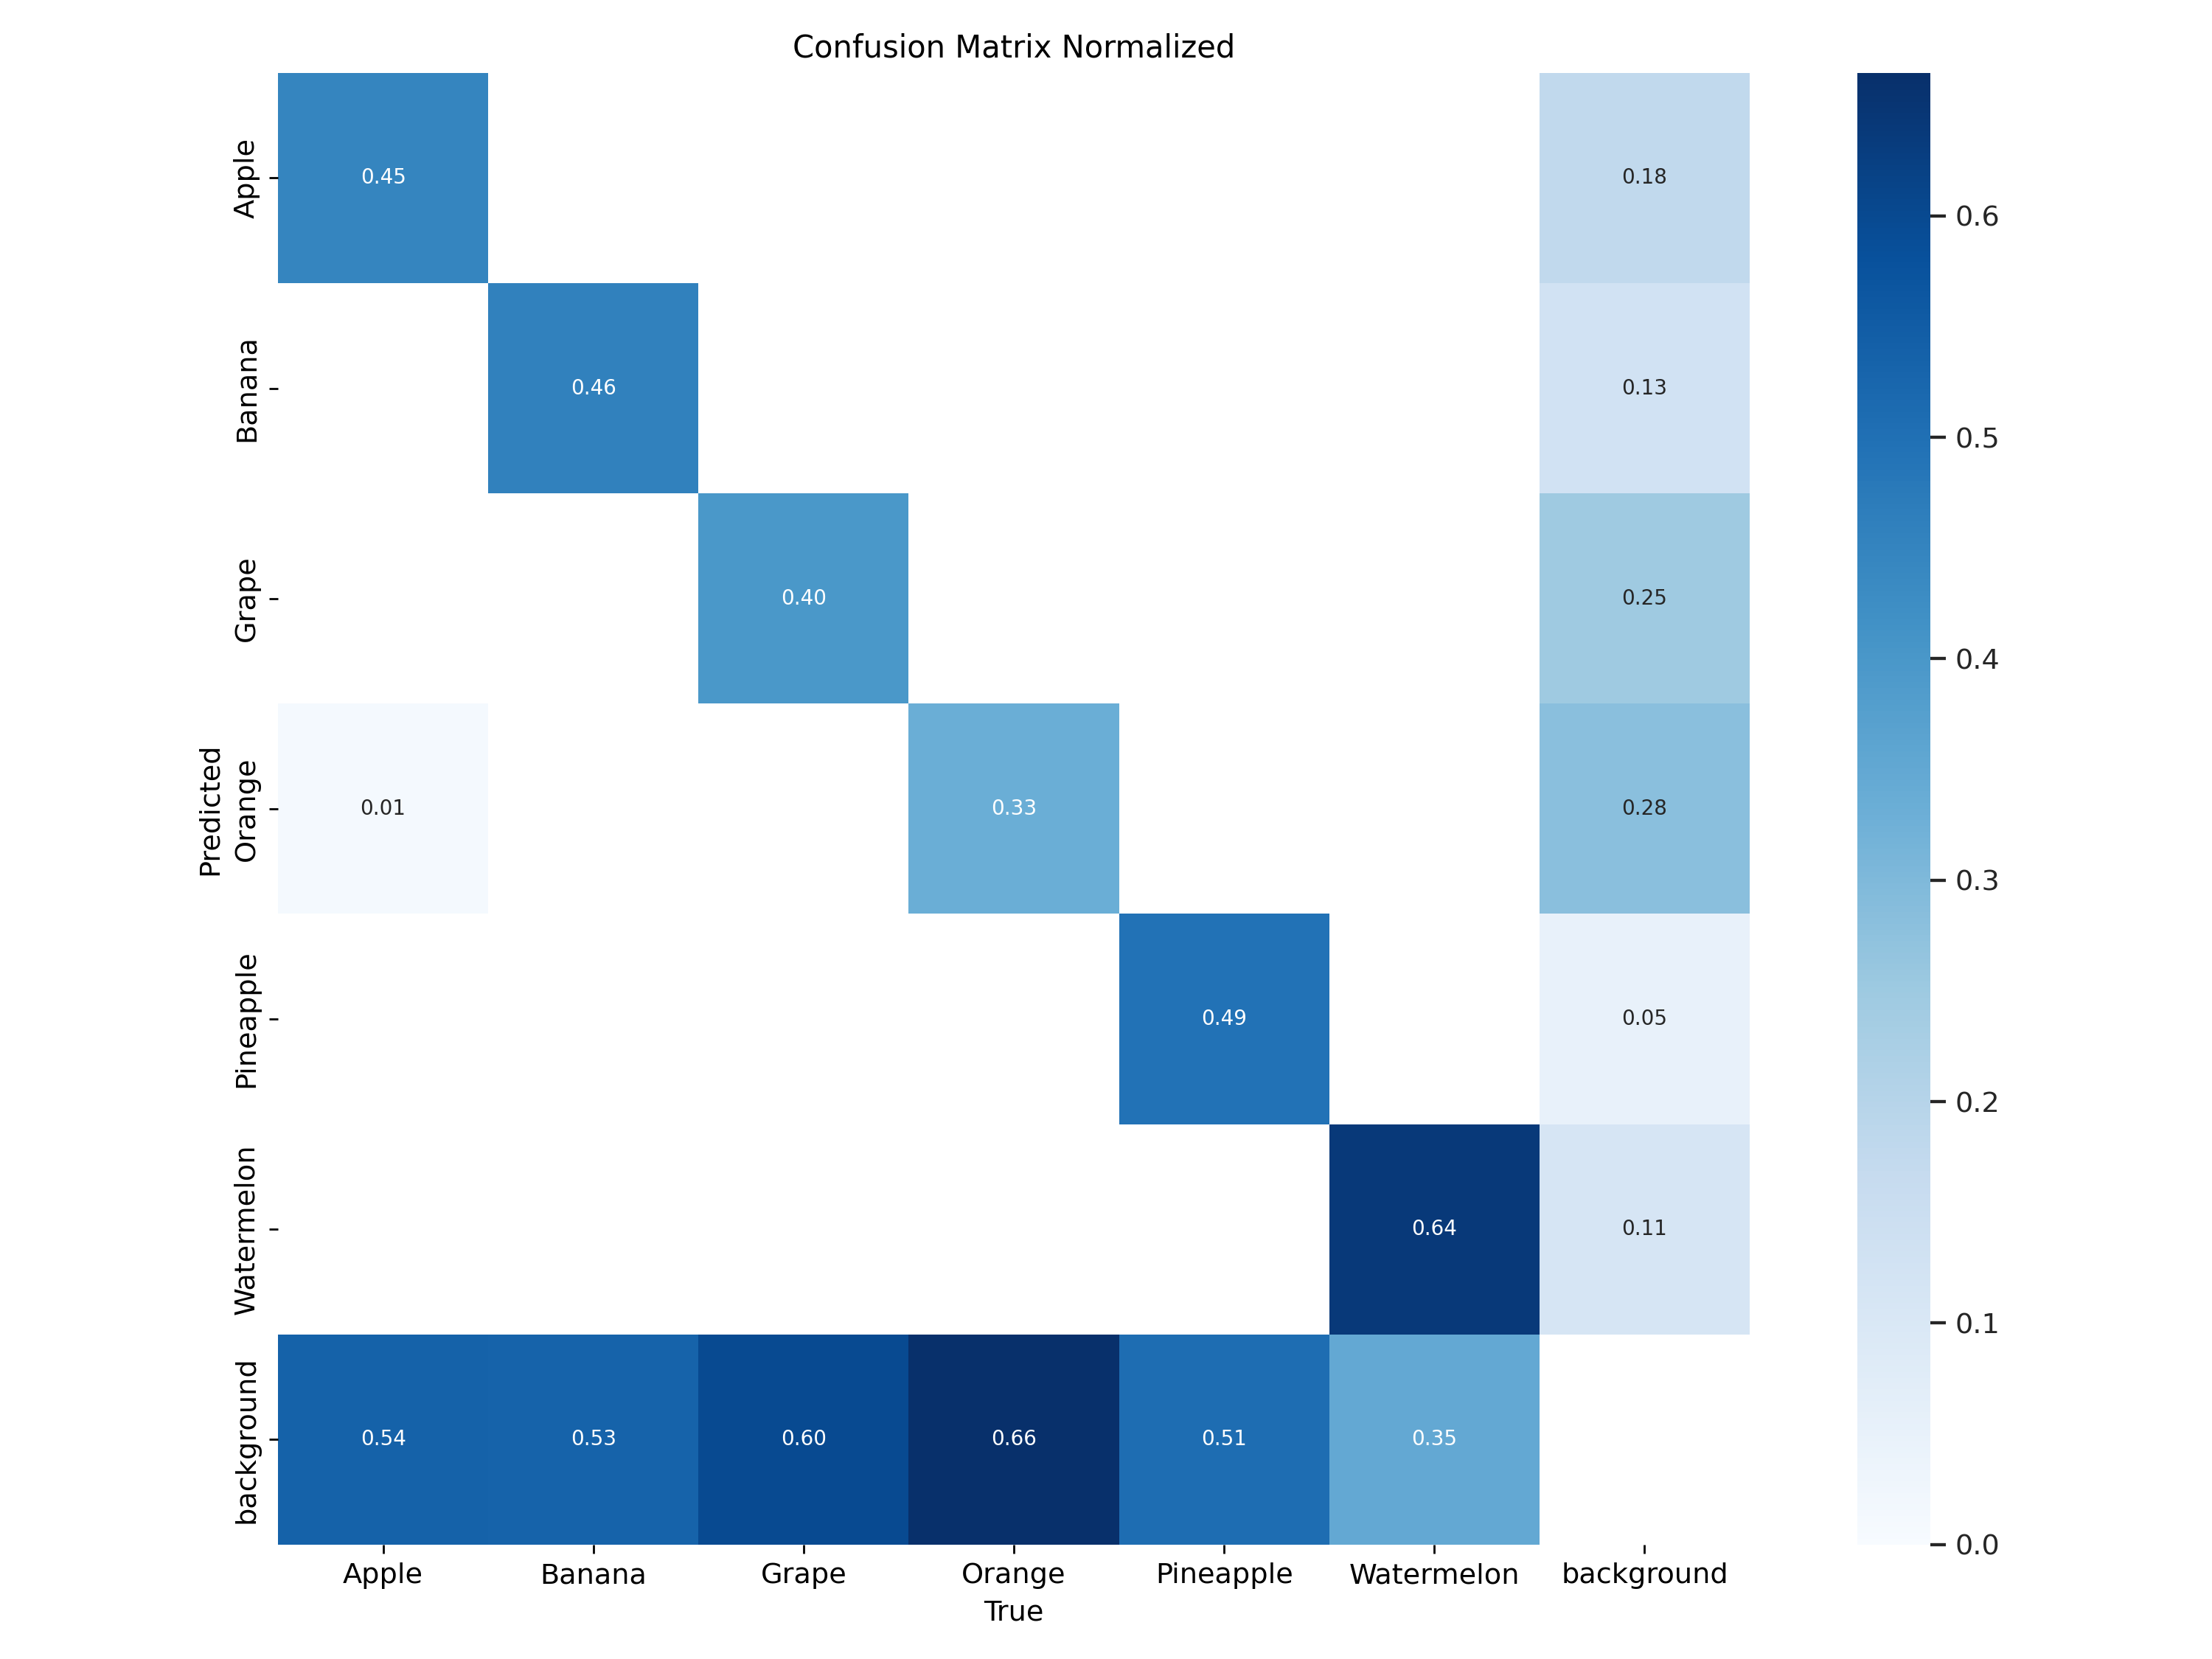 Confusion Matrix Normalized
Predicted
Apple 0.45 0.18
Banana 0.46 0.13
Grape 0.40 0.25
Orange 0.01 0.33 0.28
Pineapple 0.49 0.05
Watermelon 0.64 0.11
background 0.54 0.53 0.60 0.66 0.51 0.35
Apple Banana Grape Orange Pineapple Watermelon background
True
0.6
0.5
0.4
0.3
0.2
0.1
0.0